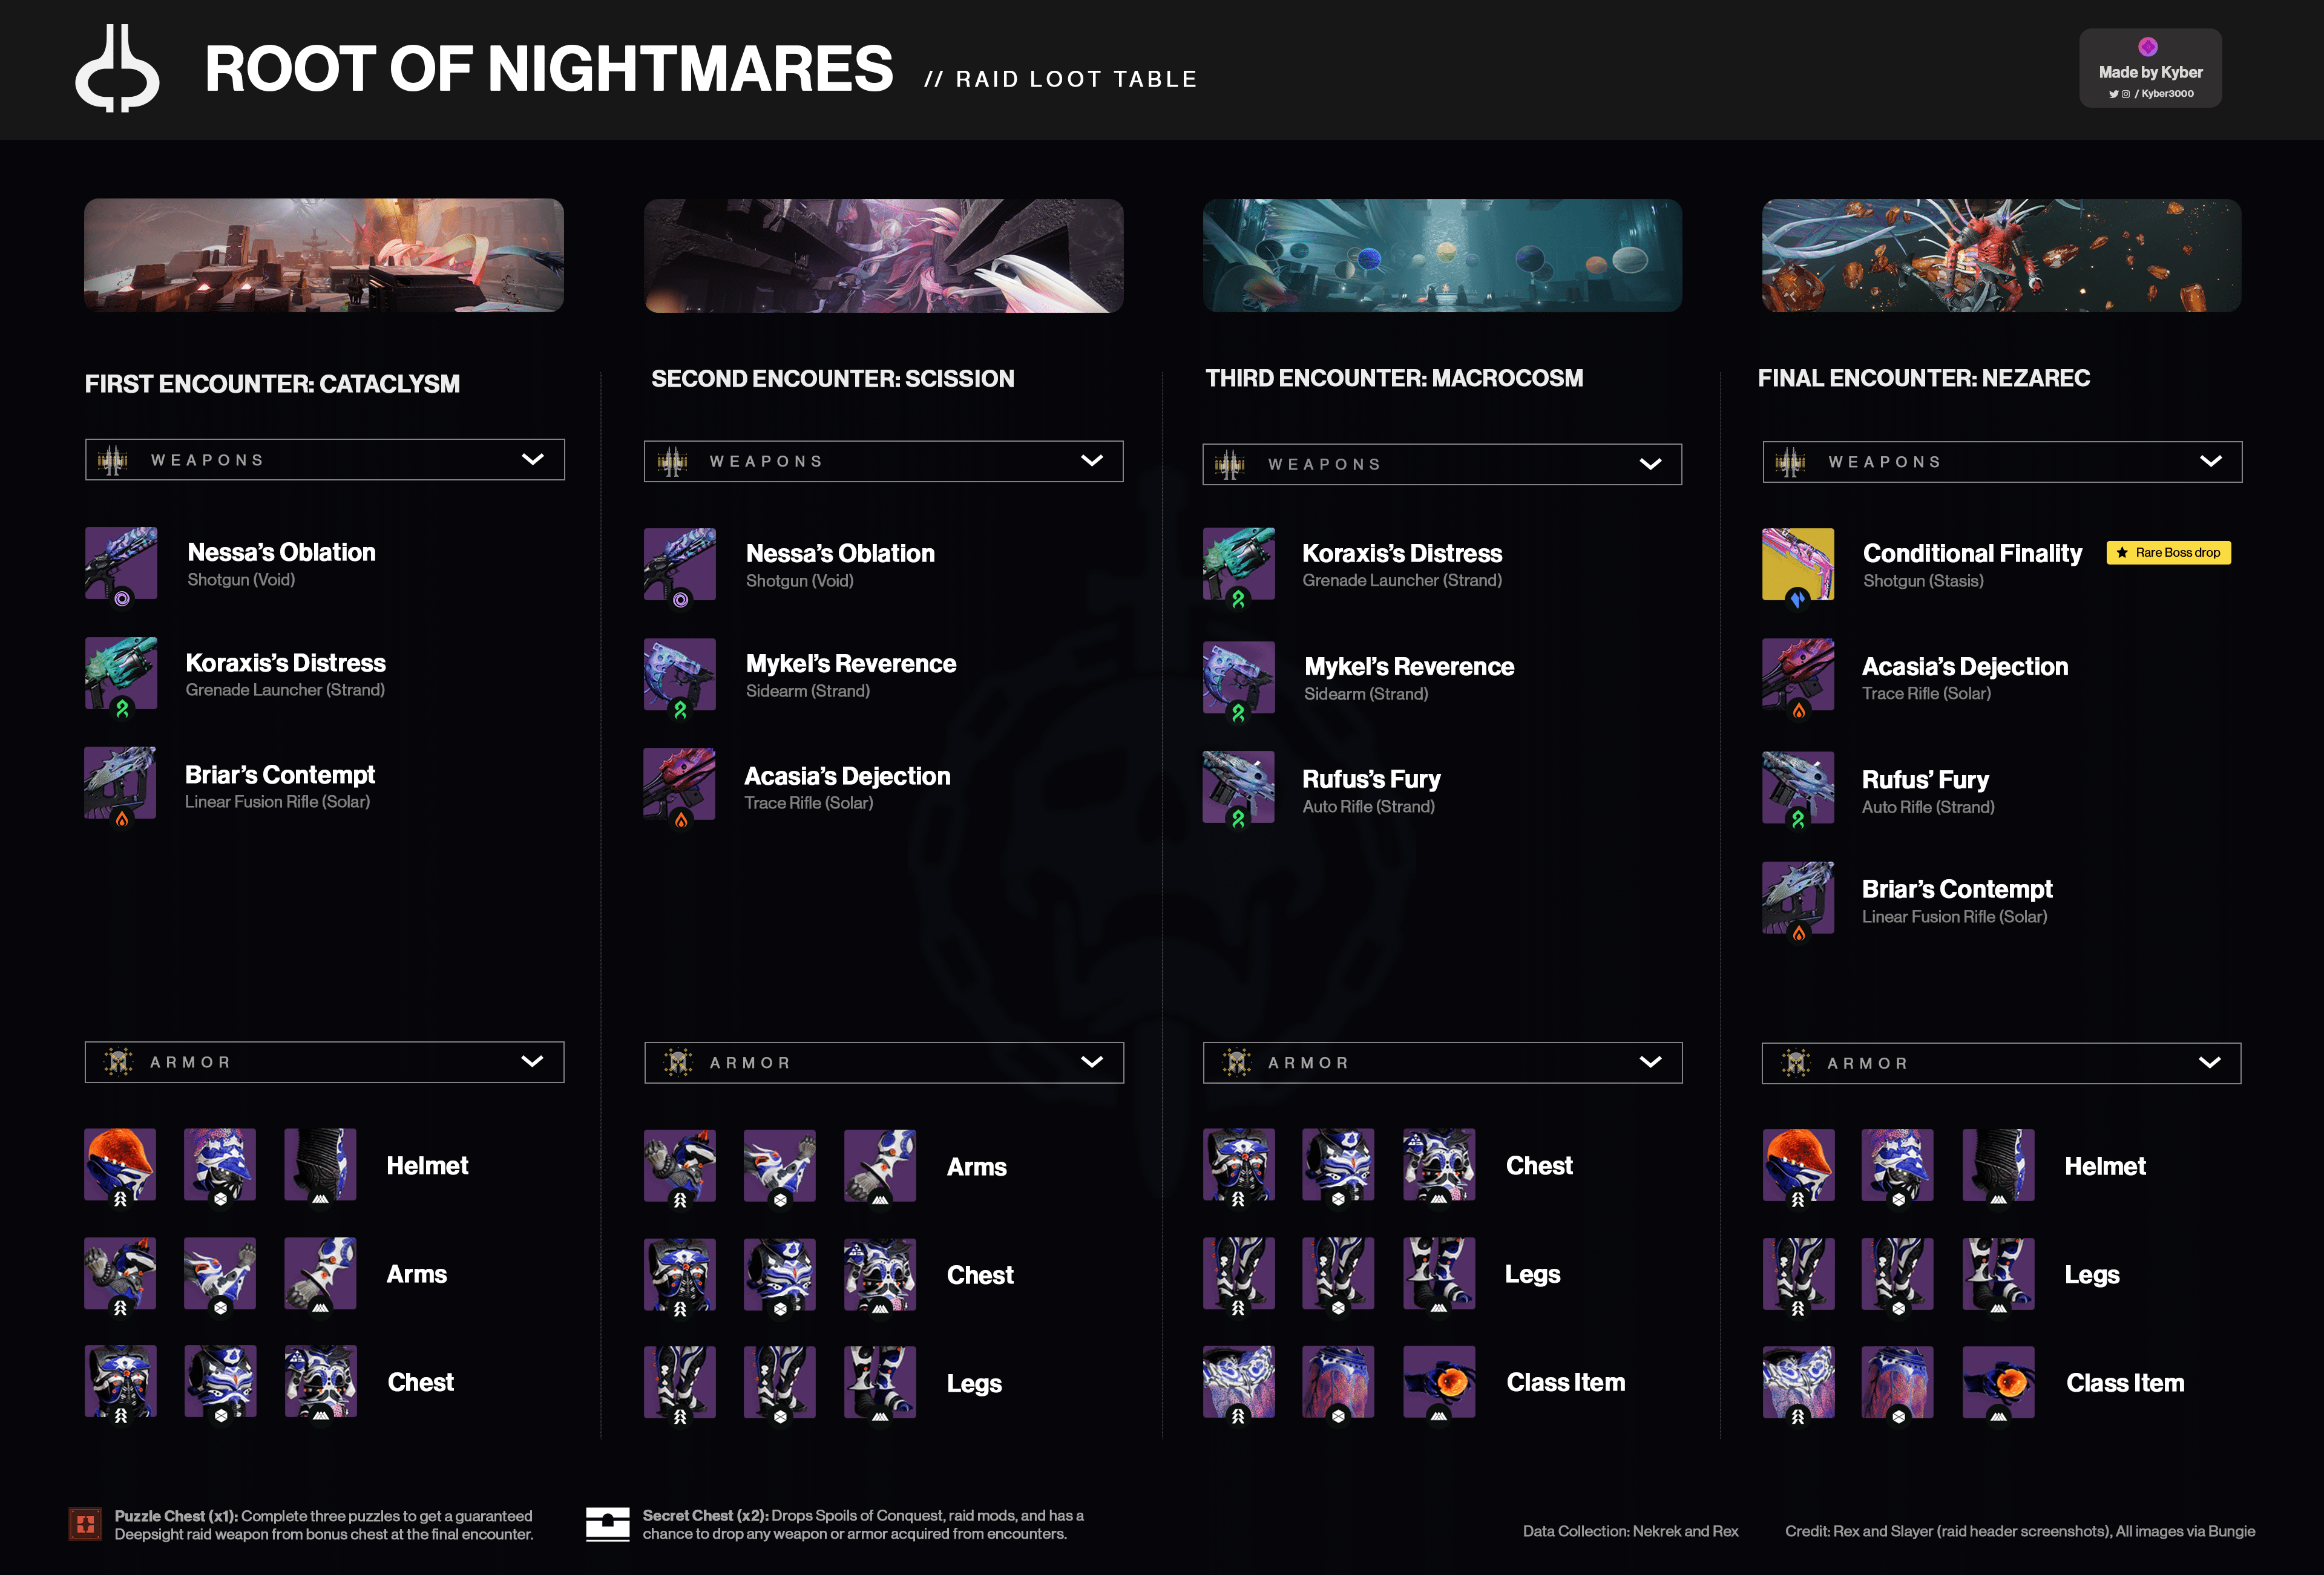 ROOT OF NIGHTMARES // RAID LOOT TABLE
Made by Kyber
/ Kyber3000
FIRST ENCOUNTER: CATACLYSM
WEAPONS
Nessa’s Oblation
Shotgun (Void)
Koraxis’s Distress
Grenade Launcher (Strand)
Briar’s Contempt
Linear Fusion Rifle (Solar)
ARMOR
Helmet
Arms
Chest
SECOND ENCOUNTER: SCISSION
WEAPONS
Nessa’s Oblation
Shotgun (Void)
Mykel’s Reverence
Sidearm (Strand)
Acasia’s Dejection
Trace Rifle (Solar)
ARMOR
Arms
Chest
Legs
THIRD ENCOUNTER: MACROCOSM
WEAPONS
Koraxis’s Distress
Grenade Launcher (Strand)
Mykel’s Reverence
Sidearm (Strand)
Rufus’s Fury
Auto Rifle (Strand)
ARMOR
Chest
Legs
Class Item
FINAL ENCOUNTER: NEZAREC
WEAPONS
Conditional Finality
Rare Boss drop
Shotgun (Stasis)
Acasia’s Dejection
Trace Rifle (Solar)
Rufus’ Fury
Auto Rifle (Strand)
Briar’s Contempt
Linear Fusion Rifle (Solar)
ARMOR
Helmet
Legs
Class Item
Puzzle Chest (x1): Complete three puzzles to get a guaranteed
Deepsight raid weapon from bonus chest at the final encounter.
Secret Chest (x2): Drops Spoils of Conquest, raid mods, and has a
chance to drop any weapon or armor acquired from encounters.
Data Collection: Nekrek and Rex
Credit: Rex and Slayer (raid header screenshots), All images via Bungie